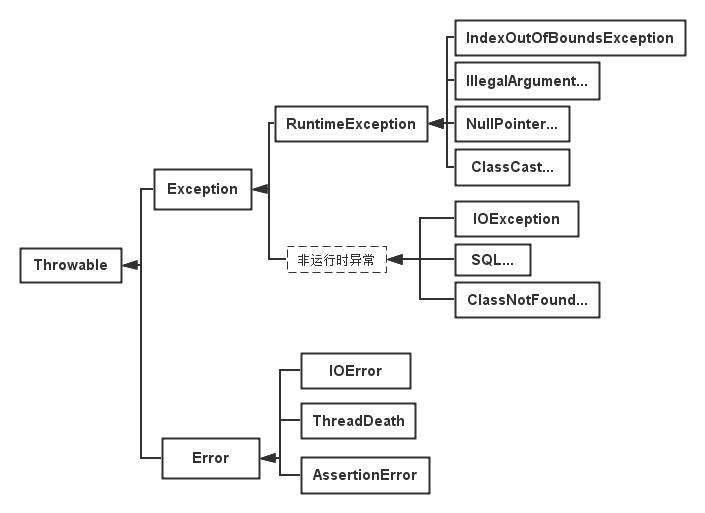 IndexOutOfBoundsException
IllegalArgument...
RuntimeException
NullPointer...
ClassCast...
Exception
IOException
Throwable
非运行时异常
SQL...
ClassNotFound...
IOError
ThreadDeath
Error
AssertionError